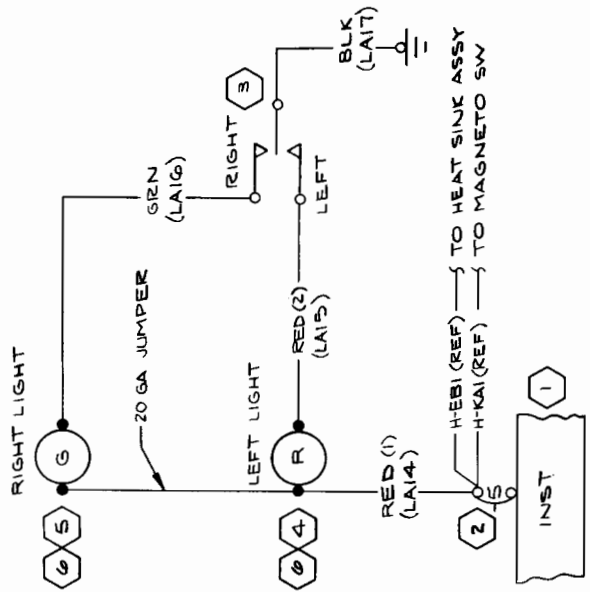 RIGHT LIGHT
G
6 5
20 GA JUMPER
GRN
(LA16)
RIGHT
3
BLK
(LA17)
LEFT
RED(2)
(LA15)
LEFT LIGHT
R
6 4
RED (1)
(LA14)
H-EB1(REF) TO HEAT SINK ASSY
H-KA1(REF) TO MAGNETO SW
2
5
INST
1